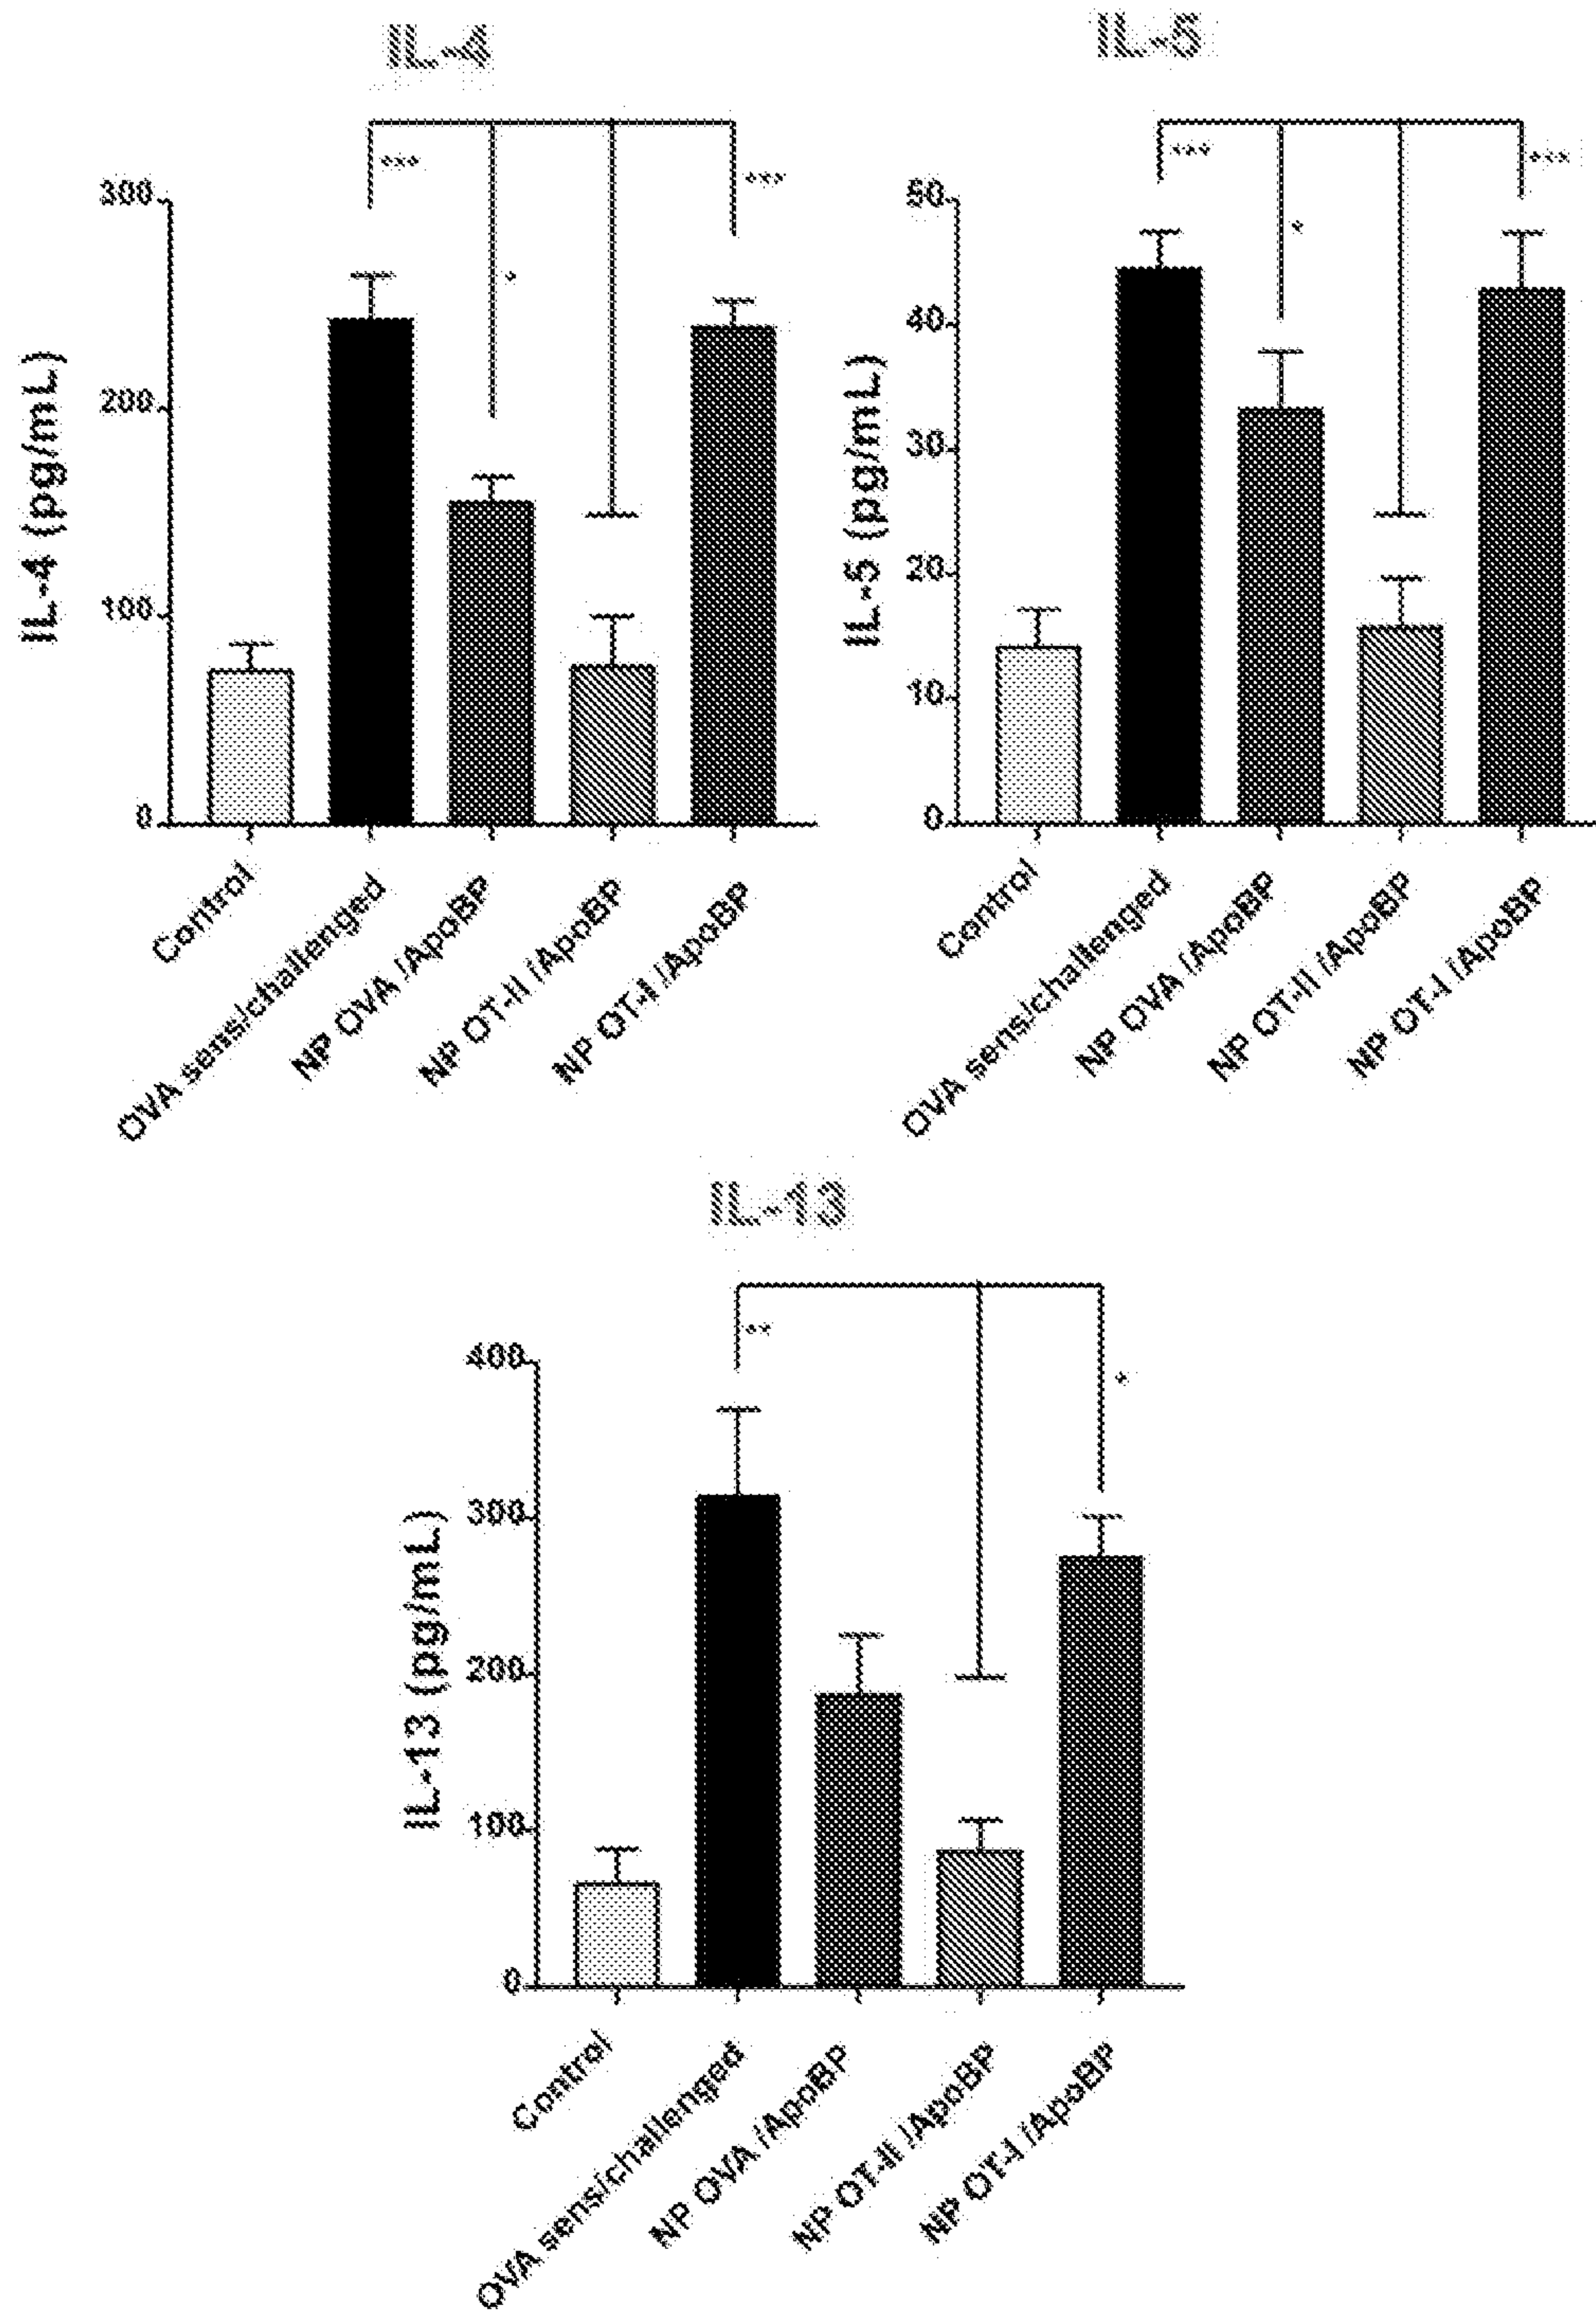 IL-4
***
*
***
300
200
100
0
IL-4 (pg/mL)
Control
OVA sens/challenged
NP OVA /ApoBP
NP OT-II /ApoBP
NP OT-I /ApoBP
IL-5
***
*
***
50
40
30
20
10
0
IL-5 (pg/mL)
Control
OVA sens/challenged
NP OVA /ApoBP
NP OT-II /ApoBP
NP OT-I /ApoBP
IL-13
**
*
400
300
200
100
0
IL-13 (pg/mL)
Control
OVA sens/challenged
NP OVA /ApoBP
NP OT-II /ApoBP
NP OT-I /ApoBP